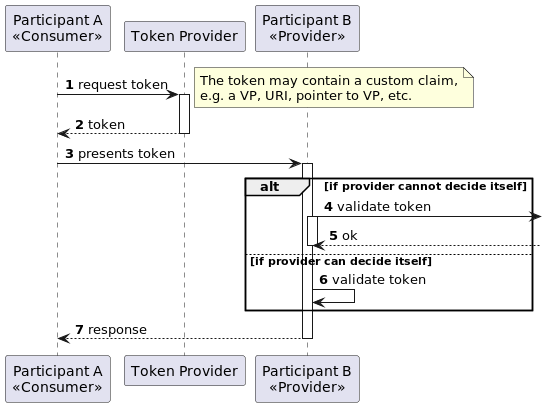 Participant A
«Consumer»
Token Provider
Participant B
«Provider»
1 request token
The token may contain a custom claim,
e.g. a VP, URI, pointer to VP, etc.
2 token
3 presents token
alt
[if provider cannot decide itself]
4 validate token
5 ok
[if provider can decide itself]
6 validate token
7 response
Participant A
«Consumer»
Token Provider
Participant B
«Provider»